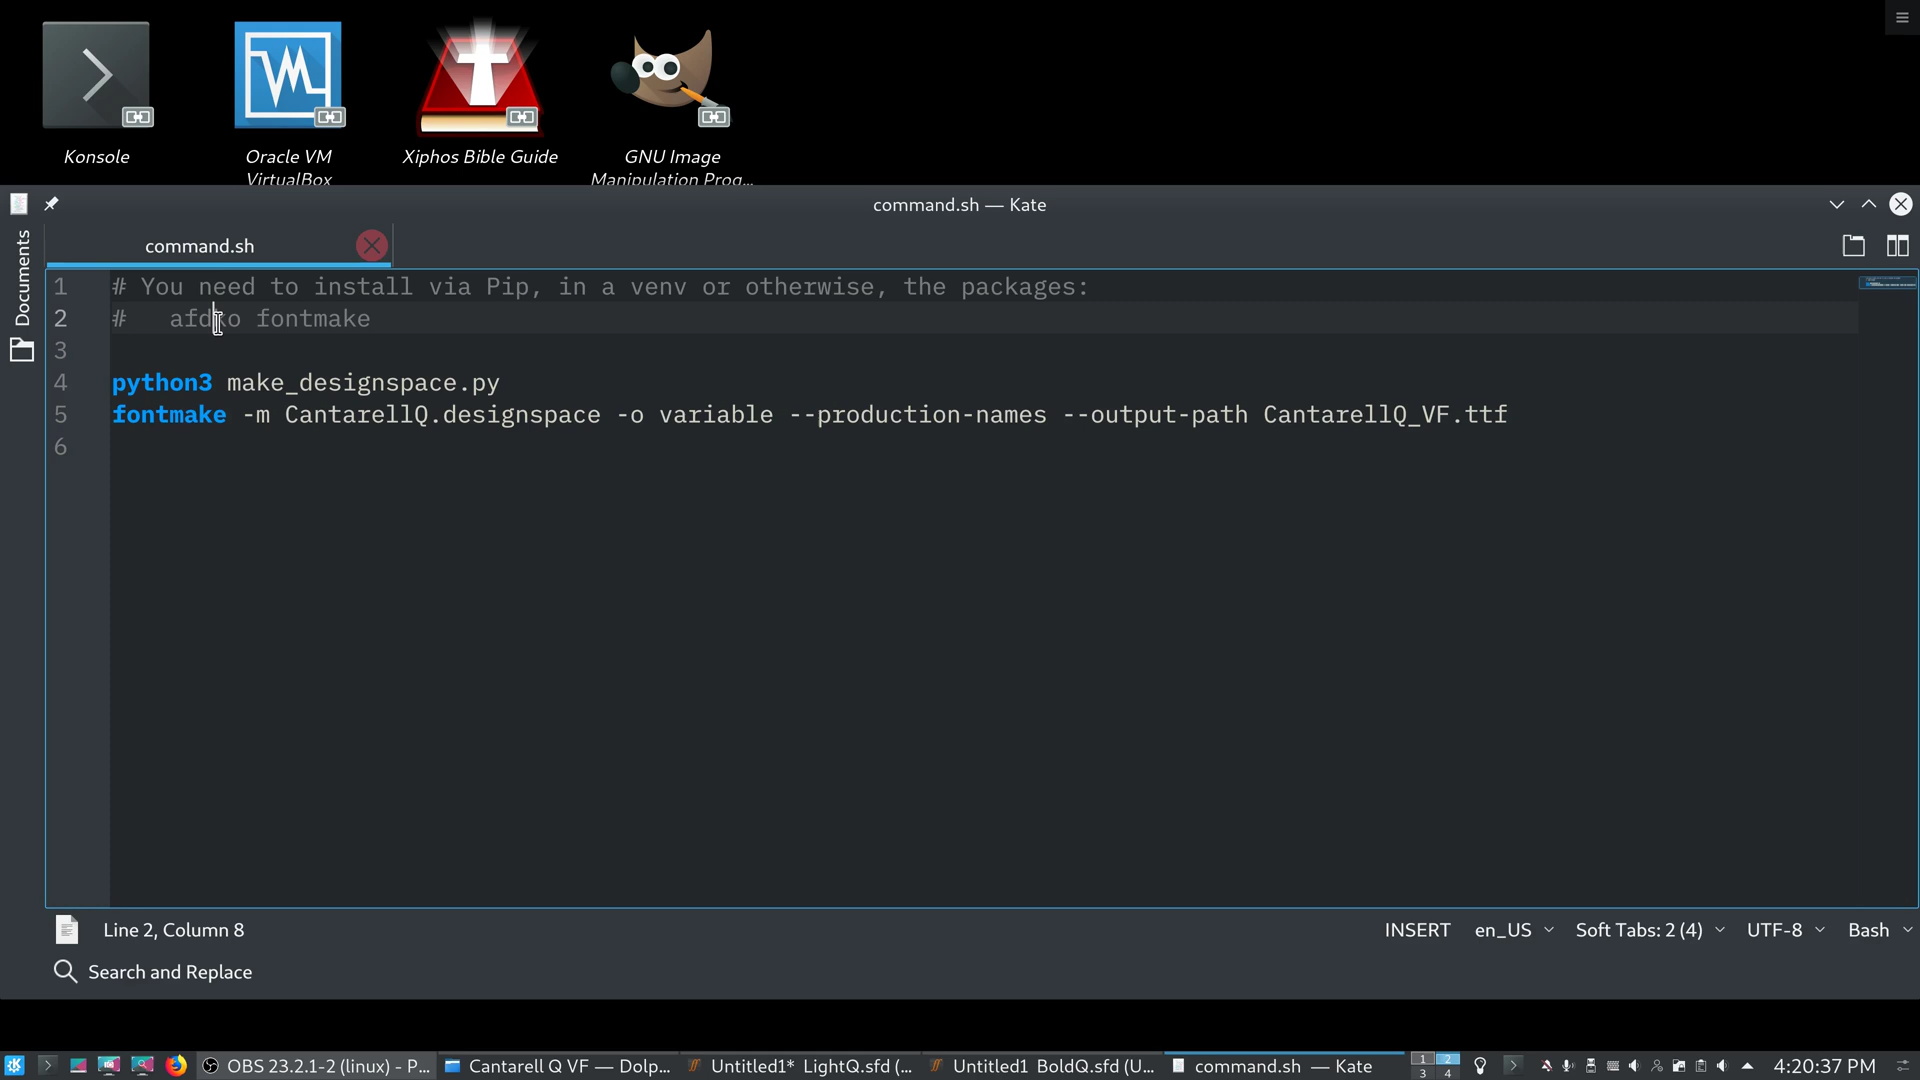 Konsole
Oracle VM
VirtualBox
Xiphos Bible Guide
GNU Image
Manipulation Prog...
command.sh — Kate
Documents
command.sh
1 # You need to install via Pip, in a venv or otherwise, the packages:
2 #   afdko fontmake
3
4 python3 make_designspace.py
5 fontmake -m CantarellQ.designspace -o variable --production-names --output-path CantarellQ_VF.ttf
6
Line 2, Column 8
INSERT en_US Soft Tabs: 2 (4) UTF-8 Bash
Search and Replace
OBS 23.2.1-2 (linux) - P... Cantarell Q VF — Dolp... Untitled1* LightQ.sfd (... Untitled1 BoldQ.sfd (U... command.sh — Kate 1 2 3 4 4:20:37 PM